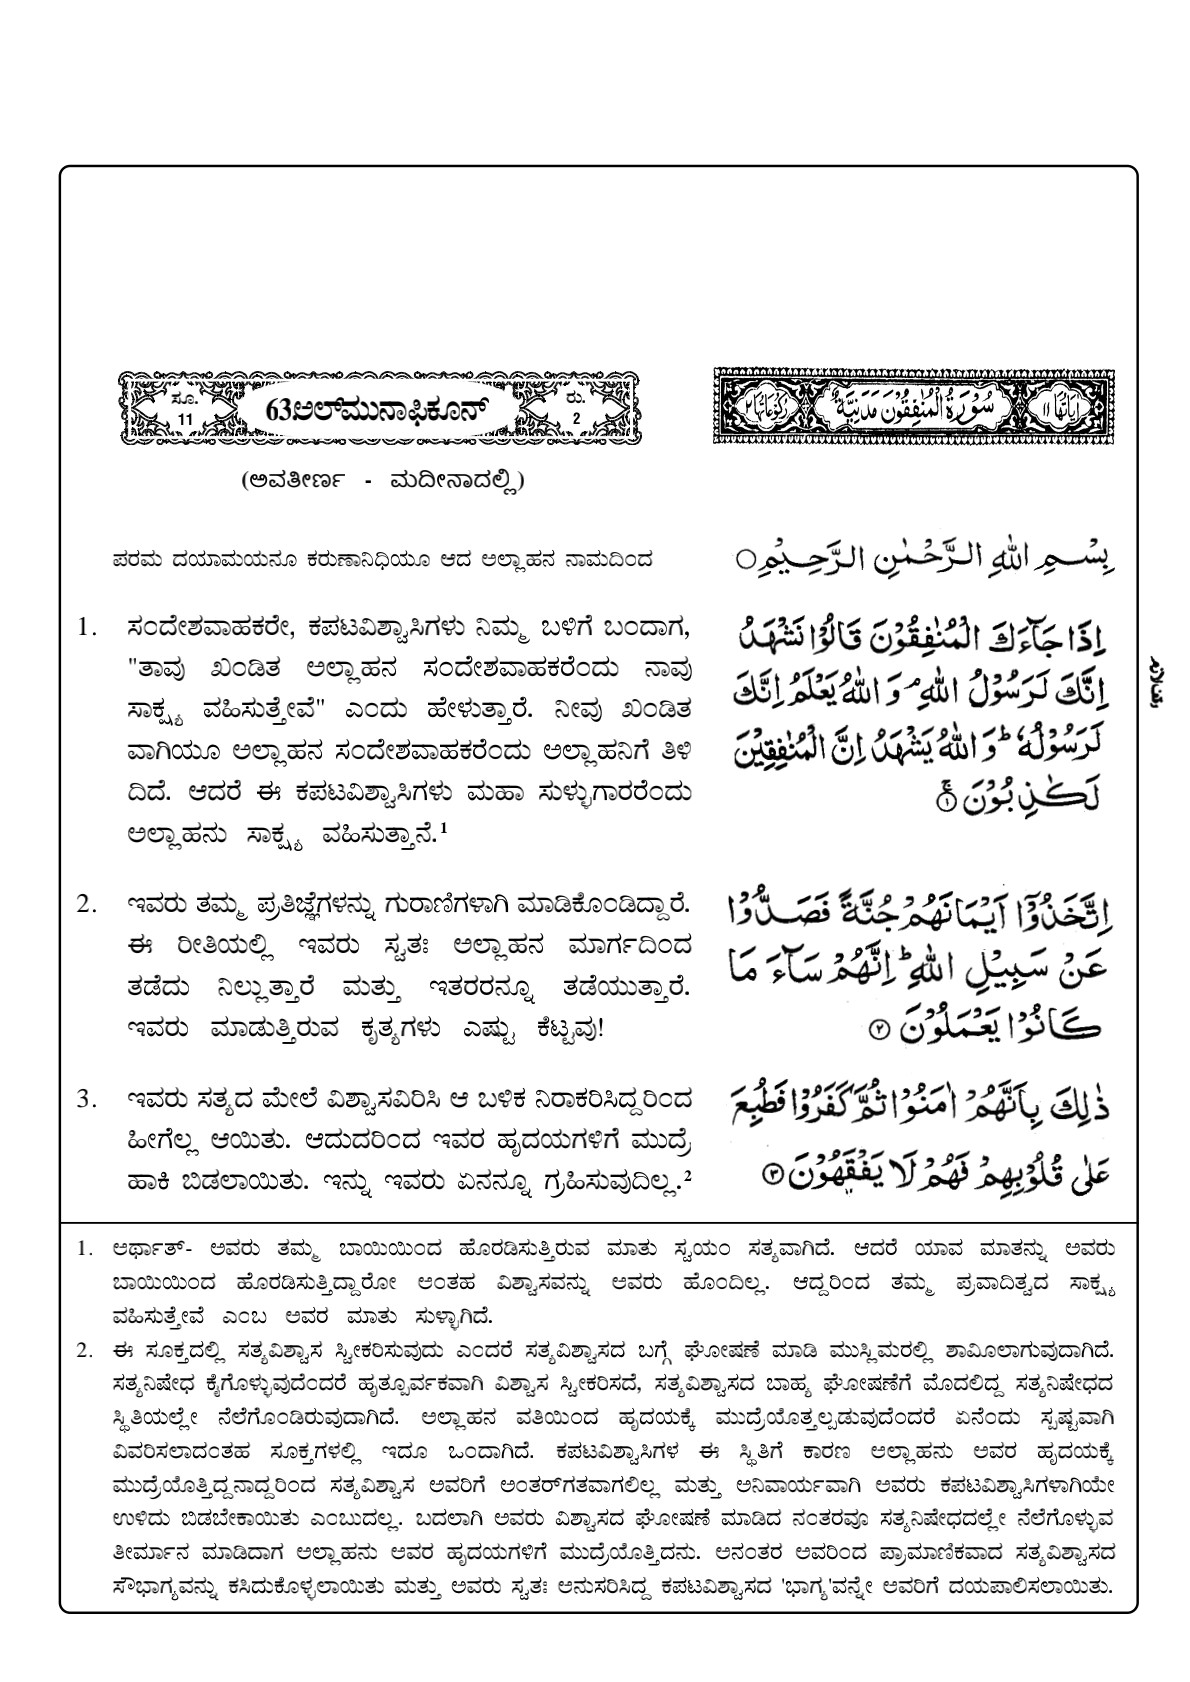 ಸೂ.
11
63ಅಲ್‌ಮುನಾಫಿಕೂನ್
ರು.
2
اٰيَاتُهَا ١١
سُوْرَةُ الْمُنٰفِقُوْنَ مَدَنِيَّةٌ
رُكُوْعَاتُهَا ٢
(ಅವತೀರ್ಣ - ಮದೀನಾದಲ್ಲಿ)
ಪರಮ ದಯಾಮಯನೂ ಕರುಣಾನಿಧಿಯೂ ಆದ ಅಲ್ಲಾಹನ ನಾಮದಿಂದ
بِسْـمِ اللّٰهِ الـرَّحْـمٰنِ الـرَّحِـيْمِ○
1. ಸಂದೇಶವಾಹಕರೇ, ಕಪಟವಿಶ್ವಾಸಿಗಳು ನಿಮ್ಮ ಬಳಿಗೆ ಬಂದಾಗ,
"ತಾವು ಖಂಡಿತ ಅಲ್ಲಾಹನ ಸಂದೇಶವಾಹಕರೆಂದು ನಾವು
ಸಾಕ್ಷ್ಯ ವಹಿಸುತ್ತೇವೆ" ಎಂದು ಹೇಳುತ್ತಾರೆ. ನೀವು ಖಂಡಿತ
ವಾಗಿಯೂ ಅಲ್ಲಾಹನ ಸಂದೇಶವಾಹಕರೆಂದು ಅಲ್ಲಾಹನಿಗೆ ತಿಳಿ
ದಿದೆ. ಆದರೆ ಈ ಕಪಟವಿಶ್ವಾಸಿಗಳು ಮಹಾ ಸುಳ್ಳುಗಾರರೆಂದು
ಅಲ್ಲಾಹನು ಸಾಕ್ಷ್ಯ ವಹಿಸುತ್ತಾನೆ.¹
اِذَا جَآءَكَ الْمُنٰفِقُوْنَ قَالُوْا نَشْهَدُ
اِنَّكَ لَرَسُوْلُ اللّٰهِ ۘ وَ اللّٰهُ يَعْلَمُ اِنَّكَ
لَرَسُوْلُهٗ ؕ وَ اللّٰهُ يَشْهَدُ اِنَّ الْمُنٰفِقِيْنَ
لَـكٰذِبُوْنَ ۚ ①
2. ಇವರು ತಮ್ಮ ಪ್ರತಿಜ್ಞೆಗಳನ್ನು ಗುರಾಣಿಗಳಾಗಿ ಮಾಡಿಕೊಂಡಿದ್ದಾರೆ.
ಈ ರೀತಿಯಲ್ಲಿ ಇವರು ಸ್ವತಃ ಅಲ್ಲಾಹನ ಮಾರ್ಗದಿಂದ
ತಡೆದು ನಿಲ್ಲುತ್ತಾರೆ ಮತ್ತು ಇತರರನ್ನೂ ತಡೆಯುತ್ತಾರೆ.
ಇವರು ಮಾಡುತ್ತಿರುವ ಕೃತ್ಯಗಳು ಎಷ್ಟು ಕೆಟ್ಟವು!
اِتَّخَذُوْۤا اَيْمَانَهُمْ جُنَّةً فَصَدُّوْا
عَنْ سَبِيْلِ اللّٰهِ ؕ اِنَّهُمْ سَآءَ مَا
كَانُوْا يَعْمَلُوْنَ ②
3. ಇವರು ಸತ್ಯದ ಮೇಲೆ ವಿಶ್ವಾಸವಿರಿಸಿ ಆ ಬಳಿಕ ನಿರಾಕರಿಸಿದ್ದರಿಂದ
ಹೀಗೆಲ್ಲ ಆಯಿತು. ಆದುದರಿಂದ ಇವರ ಹೃದಯಗಳಿಗೆ ಮುದ್ರೆ
ಹಾಕಿ ಬಿಡಲಾಯಿತು. ಇನ್ನು ಇವರು ಏನನ್ನೂ ಗ್ರಹಿಸುವುದಿಲ್ಲ.²
ذٰلِكَ بِاَنَّهُمْ اٰمَنُوْا ثُمَّ كَفَرُوْا فَطُبِعَ
عَلٰى قُلُوْبِهِمْ فَهُمْ لَا يَفْقَهُوْنَ ③
1. ಅರ್ಥಾತ್- ಅವರು ತಮ್ಮ ಬಾಯಿಯಿಂದ ಹೊರಡಿಸುತ್ತಿರುವ ಮಾತು ಸ್ವಯಂ ಸತ್ಯವಾಗಿದೆ. ಆದರೆ ಯಾವ ಮಾತನ್ನು ಅವರು
ಬಾಯಿಯಿಂದ ಹೊರಡಿಸುತ್ತಿದ್ದಾರೋ ಅಂತಹ ವಿಶ್ವಾಸವನ್ನು ಅವರು ಹೊಂದಿಲ್ಲ. ಆದ್ದರಿಂದ ತಮ್ಮ ಪ್ರವಾದಿತ್ವದ ಸಾಕ್ಷ್ಯ
ವಹಿಸುತ್ತೇವೆ ಎಂಬ ಅವರ ಮಾತು ಸುಳ್ಳಾಗಿದೆ.
2. ಈ ಸೂಕ್ತದಲ್ಲಿ ಸತ್ಯವಿಶ್ವಾಸ ಸ್ವೀಕರಿಸುವುದು ಎಂದರೆ ಸತ್ಯವಿಶ್ವಾಸದ ಬಗ್ಗೆ ಘೋಷಣೆ ಮಾಡಿ ಮುಸ್ಲಿಮರಲ್ಲಿ ಶಾಮೀಲಾಗುವುದಾಗಿದೆ.
ಸತ್ಯನಿಷೇಧ ಕೈಗೊಳ್ಳುವುದೆಂದರೆ ಹೃತ್ಪೂರ್ವಕವಾಗಿ ವಿಶ್ವಾಸ ಸ್ವೀಕರಿಸದೆ, ಸತ್ಯವಿಶ್ವಾಸದ ಬಾಹ್ಯ ಘೋಷಣೆಗೆ ಮೊದಲಿದ್ದ ಸತ್ಯನಿಷೇಧದ
ಸ್ಥಿತಿಯಲ್ಲೇ ನೆಲೆಗೊಂಡಿರುವುದಾಗಿದೆ. ಅಲ್ಲಾಹನ ವತಿಯಿಂದ ಹೃದಯಕ್ಕೆ ಮುದ್ರೆಯೊತ್ತಲ್ಪಡುವುದೆಂದರೆ ಏನೆಂದು ಸ್ಪಷ್ಟವಾಗಿ
ವಿವರಿಸಲಾದಂತಹ ಸೂಕ್ತಗಳಲ್ಲಿ ಇದೂ ಒಂದಾಗಿದೆ. ಕಪಟವಿಶ್ವಾಸಿಗಳ ಈ ಸ್ಥಿತಿಗೆ ಕಾರಣ ಅಲ್ಲಾಹನು ಅವರ ಹೃದಯಕ್ಕೆ
ಮುದ್ರೆಯೊತ್ತಿದ್ದನಾದ್ದರಿಂದ ಸತ್ಯವಿಶ್ವಾಸ ಅವರಿಗೆ ಅಂತರ್‌ಗತವಾಗಲಿಲ್ಲ ಮತ್ತು ಅನಿವಾರ್ಯವಾಗಿ ಅವರು ಕಪಟವಿಶ್ವಾಸಿಗಳಾಗಿಯೇ
ಉಳಿದು ಬಿಡಬೇಕಾಯಿತು ಎಂಬುದಲ್ಲ. ಬದಲಾಗಿ ಅವರು ವಿಶ್ವಾಸದ ಘೋಷಣೆ ಮಾಡಿದ ನಂತರವೂ ಸತ್ಯನಿಷೇಧದಲ್ಲೇ ನೆಲೆಗೊಳ್ಳುವ
ತೀರ್ಮಾನ ಮಾಡಿದಾಗ ಅಲ್ಲಾಹನು ಅವರ ಹೃದಯಗಳಿಗೆ ಮುದ್ರೆಯೊತ್ತಿದನು. ಅನಂತರ ಅವರಿಂದ ಪ್ರಾಮಾಣಿಕವಾದ ಸತ್ಯವಿಶ್ವಾಸದ
ಸೌಭಾಗ್ಯವನ್ನು ಕಸಿದುಕೊಳ್ಳಲಾಯಿತು ಮತ್ತು ಅವರು ಸ್ವತಃ ಅನುಸರಿಸಿದ್ದ ಕಪಟವಿಶ್ವಾಸದ 'ಭಾಗ್ಯ'ವನ್ನೇ ಅವರಿಗೆ ದಯಪಾಲಿಸಲಾಯಿತು.